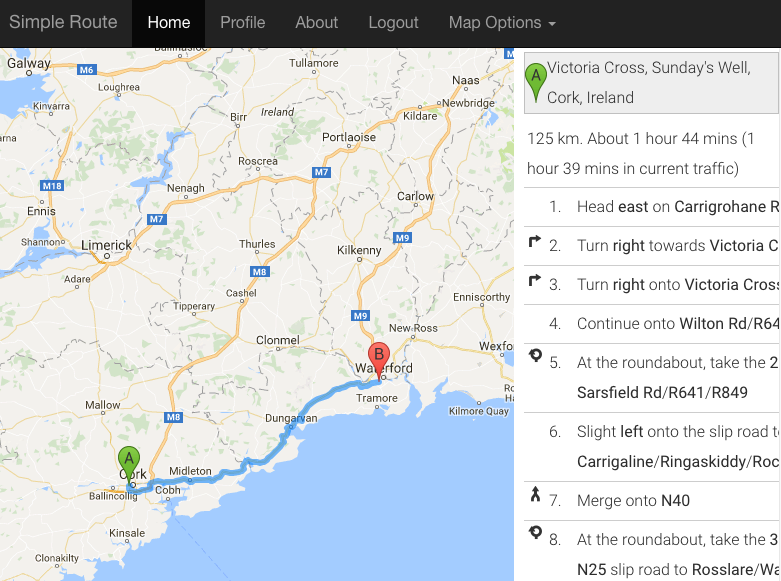 Simple Route Home Profile About Logout Map Options
Galway
M6
Tullamore
Loughrea
Naas
Kinvarra
Newbridge
Birr
Ireland
Kildare
Portlaoise
Roscrea
M7
M18
Nenagh
Carlow
Ennis
M7
Shannon
Limerick
Thurles
M9
Kilkenny
M8
Adare
Cashel
Enniscorthy
Tipperary
M9
New Ross
Clonmel
B
Wexfo
Waterford
Tramore
Mallow
Kilmore Quay
M8
Dungarvan
A
Cork
Midleton
Ballincollig
Cobh
Kinsale
Clonakilty
A
Victoria Cross, Sunday's Well,
Cork, Ireland
125 km. About 1 hour 44 mins (1
hour 39 mins in current traffic)
1. Head east on Carrigrohane R
2. Turn right towards Victoria C
3. Turn right onto Victoria Cross
4. Continue onto Wilton Rd/R64
5. At the roundabout, take the 2
Sarsfield Rd/R641/R849
6. Slight left onto the slip road t
Carrigaline/Ringaskiddy/Roc
7. Merge onto N40
8. At the roundabout, take the 3
N25 slip road to Rosslare/Wa